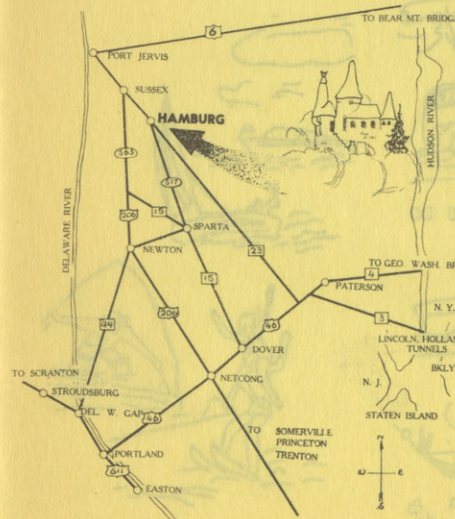 6
TO BEAR MT. BRIDG
PORT JERVIS
SUSSEX
HAMBURG
HUDSON RIVER
563
517
DELAWARE RIVER
206
15
SPARTA
NEWTON
23
15
TO GEO WASH. BR
4
PATERSON
N. Y.
94
206
46
3
DOVER
LINCOLN, HOLLA
TUNNELS
BKLY
TO SCRANTON
STROUDSBURG
NETCONG
N. J.
DEL. W. GAP
46
STATEN ISLAND
TO SOMERVILLE
PRINCETON
TRENTON
PORTLAND
611
EASTON
N
W E
S